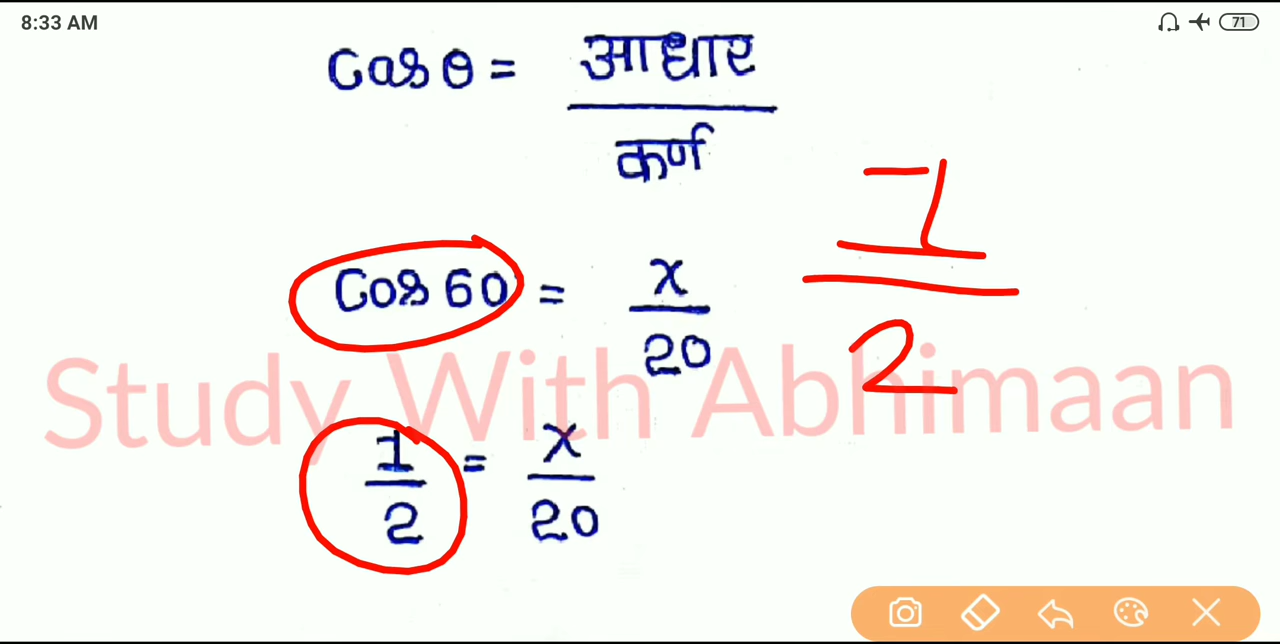 8:33 AM
71
Cos θ = आधार
कर्ण
Cos 60 = x
20
1
2
Study With Abhimaan
1 = x
2 20